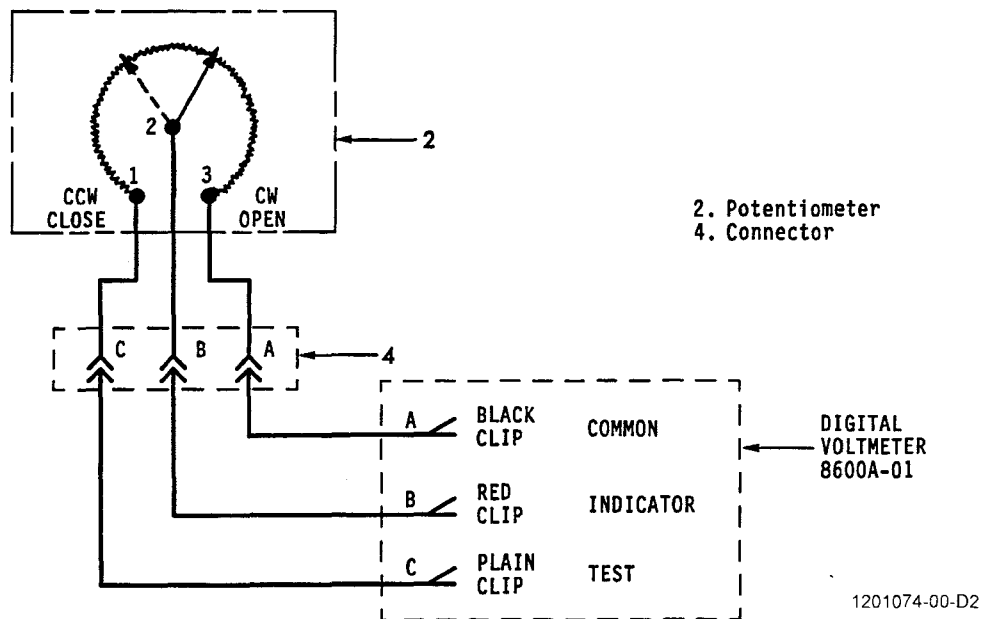 2
2
1
3
CCW
CLOSE
CW
OPEN
2. Potentiometer
4. Connector
C
B
A
4
A
BLACK
CLIP
COMMON
DIGITAL
VOLTMETER
8600A-01
B
RED
CLIP
INDICATOR
C
PLAIN
CLIP
TEST
1201074-00-D2